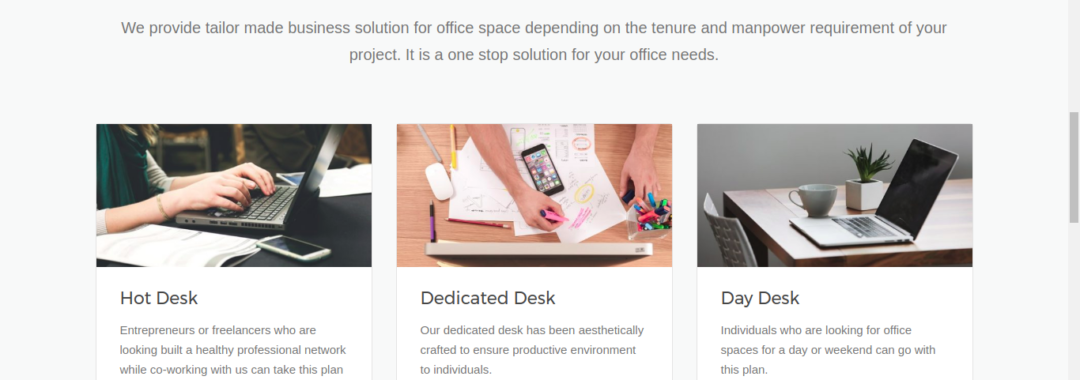 We provide tailor made business solution for office space depending on the tenure and manpower requirement of your
project. It is a one stop solution for your office needs.
Hot Desk
Entrepreneurs or freelancers who are
looking built a healthy professional network
while co-working with us can take this plan
Dedicated Desk
Our dedicated desk has been aesthetically
crafted to ensure productive environment
to individuals.
Day Desk
Individuals who are looking for office
spaces for a day or weekend can go with
this plan.